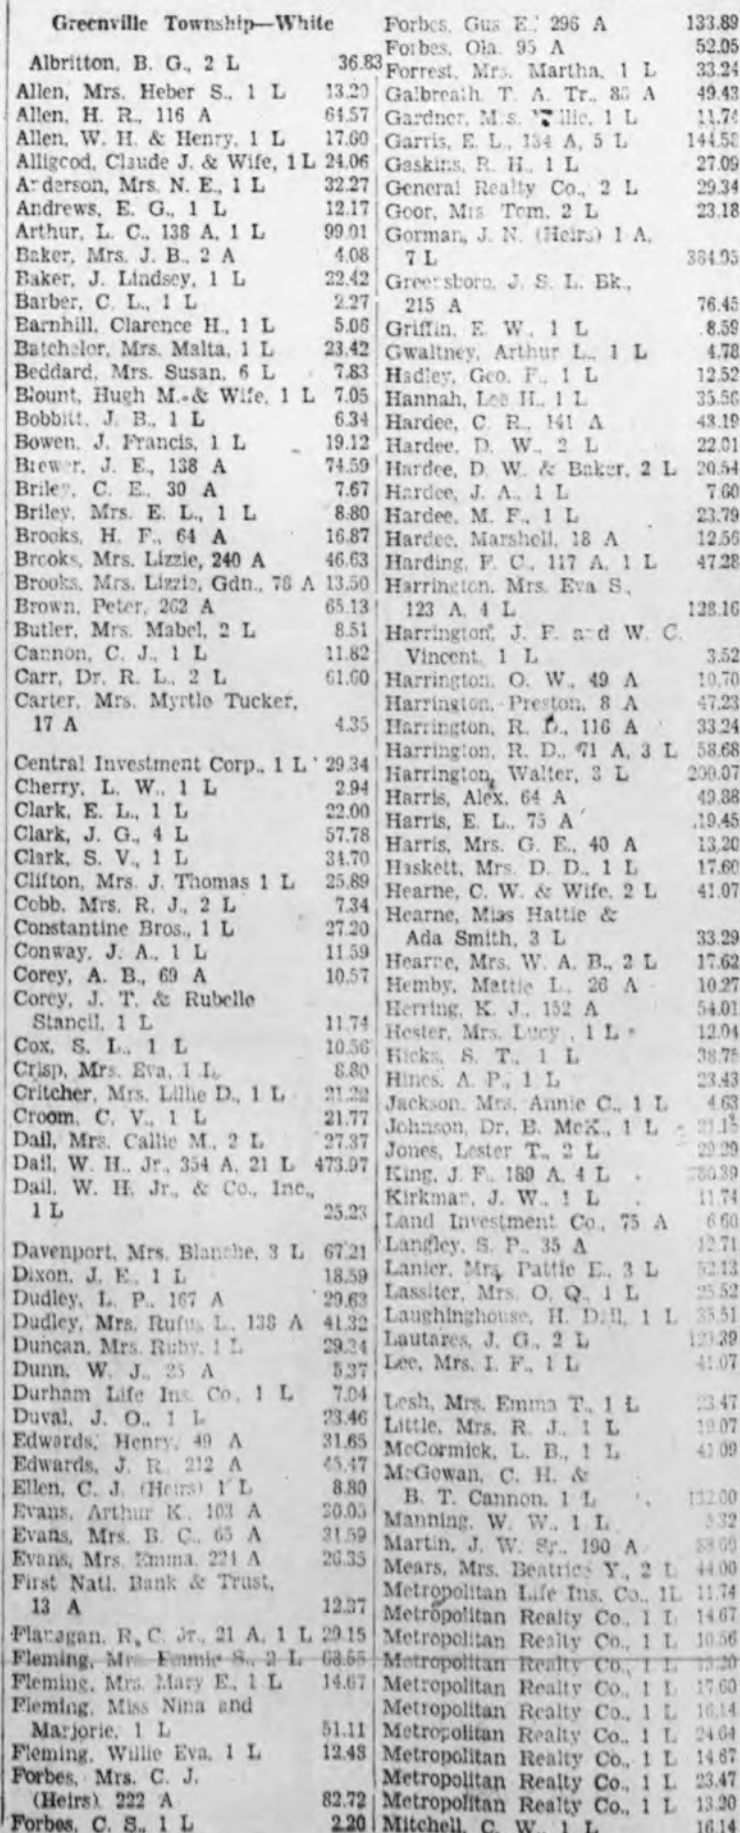 Greenville Township—White
Albritton, B. G., 2 L 36.83
Allen, Mrs. Heber S., 1 L 13.20
Allen, H. R., 116 A 64.57
Allen, W. H. & Henry, 1 L 17.60
Alligood, Claude J. & Wife, 1 L 24.06
Anderson, Mrs. N. E., 1 L 32.27
Andrews, E. G., 1 L 12.17
Arthur, L. C., 138 A, 1 L 99.01
Baker, Mrs. J. B., 2 A 4.08
Baker, J. Lindsey, 1 L 22.42
Barber, C. L., 1 L 2.27
Barnhill, Clarence H., 1 L 5.06
Batchelor, Mrs. Malta, 1 L 23.42
Beddard, Mrs. Susan, 6 L 7.83
Blount, Hugh M. & Wife, 1 L 7.05
Bobbitt, J. B., 1 L 6.34
Bowen, J. Francis, 1 L 19.12
Brewer, J. E., 138 A 74.59
Briley, C. E., 30 A 7.67
Briley, Mrs. E. L., 1 L 8.80
Brooks, H. F., 64 A 16.87
Brooks, Mrs. Lizzie, 240 A 46.63
Brooks, Mrs. Lizzie, Gdn., 78 A 13.50
Brown, Peter, 262 A 65.13
Butler, Mrs. Mabel, 2 L 8.51
Cannon, C. J., 1 L 11.82
Carr, Dr. R. L., 2 L 61.60
Carter, Mrs. Myrtle Tucker,
17 A 4.35
Central Investment Corp., 1 L 29.34
Cherry, L. W., 1 L 2.94
Clark, E. L., 1 L 22.00
Clark, J. G., 4 L 57.78
Clark, S. V., 1 L 34.70
Clifton, Mrs. J. Thomas 1 L 25.89
Cobb, Mrs. R. J., 2 L 7.34
Constantine Bros., 1 L 27.20
Conway, J. A., 1 L 11.59
Corey, A. B., 69 A 10.57
Corey, J. T. & Rubelle
Stancil, 1 L 11.74
Cox, S. L., 1 L 10.56
Crisp, Mrs. Eva, 1 L 8.80
Critcher, Mrs. Lillie D., 1 L
Croom, C. V., 1 L 21.77
Dail, Mrs. Callie M., 2 L 27.37
Dail, W. H., Jr., 354 A, 21 L 473.97
Dail, W. H. Jr., & Co., Inc.,
1 L 25.23
Davenport, Mrs. Blanche, 3 L 67.21
Dixon, J. E., 1 L 18.59
Dudley, L. P., 167 A 29.63
Dudley, Mrs. Rufus L., 138 A 41.32
Duncan, Mrs. Ruby, 1 L 29.34
Dunn, W. J., 25 A 5.37
Durham Life Ins. Co., 1 L 7.04
Duval, J. O., 1 L 23.46
Edwards, Henry, 49 A 31.65
Edwards, J. R. 212 A 45.47
Ellen, C. J. (Heirs) 1 L 8.80
Evans, Arthur K., 103 A 20.05
Evans, Mrs. B. C., 65 A 31.59
Evans, Mrs. Emma, 224 A 26.35
First Natl. Bank & Trust,
13 A 12.37
Flanagan, R. C. Jr., 21 A, 1 L 29.15
Fleming, Mrs. Fannie S., 2 L 68.55
Fleming, Mrs. Mary E., 1 L 14.67
Fleming, Miss Nina and
Marjorie, 1 L 51.11
Fleming, Willie Eva, 1 L 12.48
Forbes, Mrs. C. J.
(Heirs) 222 A 82.72
Forbes, C. S., 1 L 2.20
Forbes, Gus E., 296 A 133.89
Forbes, Ola, 95 A 52.05
Forrest, Mrs. Martha, 1 L 33.24
Galbreath, T. A. Tr., A 49.43
Gardner, Mrs. 1 L 11.74
Garris, E. L., 134 A, 5 L 144.58
Gaskins, R. H., 1 L 27.09
General Realty Co., 2 L 29.34
Goor, Mrs Tom, 2 L 23.18
Gorman, J. N. (Heirs) 1 A,
7 L 384.95
Greensboro, J. S. L. Bk.,
215 A 76.45
Griffin, E. W., 1 L 8.59
Gwaltney, Arthur L., 1 L 4.78
Hadley, Geo. F., 1 L 12.52
Hannah, Lee H., 1 L 35.56
Hardee, C. R., 141 A 43.19
Hardee, D. W., 2 L 22.01
Hardee, D. W. & Baker, 2 L 20.54
Hardee, J. A., 1 L 7.60
Hardee, M. F., 1 L 23.79
Hardee, Marshell, 18 A 12.56
Harding, F. C., 117 A, 1 L 47.28
Harrington, Mrs. Eva S.,
123 A, 4 L 128.16
Harrington, J. F. and W. C.
Vincent, 1 L 3.52
Harrington, O. W., 49 A 19.70
Harrington, Preston, 8 A 47.23
Harrington, R. D., 116 A 33.24
Harrington, R. D., 71 A, 3 L 58.68
Harrington, Walter, 3 L 200.07
Harris, Alex, 64 A 49.38
Harris, E. L., 75 A 19.45
Harris, Mrs. G. E., 40 A 13.20
Haskett, Mrs. D. D., 1 L 17.60
Hearne, C. W. & Wife, 2 L 41.07
Hearne, Miss Hattie &
Ada Smith, 3 L 33.29
Hearne, Mrs. W. A. B., 2 L 17.62
Hemby, Mattie L., 26 A 10.27
Herring, K. J., 152 A 54.01
Hester, Mrs. Lucy , 1 L 12.04
Hicks, S. T., 1 L 38.75
Hines, A. P., 1 L 23.43
Jackson, Mrs. Annie C., 1 L 4.63
Johnson, Dr. B. McK., 1 L 21.15
Jones, Lester T., 2 L 29.29
King, J. F., 189 A, 4 L
Kirkman, J. W., 1 L 11.74
Land Investment Co., 75 A 6.60
Langley, S. P., 35 A 12.71
Lanier, Mrs. Pattie E., 3 L 52.13
Lassiter, Mrs. O. Q., 1 L 25.52
Laughinghouse, H. Dell, 1 L 35.51
Lautares, J. G., 2 L
Lee, Mrs. I. F., 1 L 41.07
Lesh, Mrs. Emma T., 1 L 23.47
Little, Mrs. R. J., 1 L 19.07
McCormick, L. B., 1 L 41.09
McGowan, C. H. &
B. T. Cannon, 1 L 132.00
Manning, W. W., 1 L
Martin, J. W. Sr., 190 A
Mears, Mrs. Beatrice Y., 2 L 44.00
Metropolitan Life Ins. Co., 1L 11.74
Metropolitan Realty Co., 1 L 14.67
Metropolitan Realty Co., 1 L 10.56
Metropolitan Realty Co., 1 L 13.20
Metropolitan Realty Co., 1 L 17.60
Metropolitan Realty Co., 1 L 16.14
Metropolitan Realty Co., 1 L 24.64
Metropolitan Realty Co., 1 L 14.67
Metropolitan Realty Co., 1 L 23.47
Metropolitan Realty Co., 1 L 13.20
Mitchell, C. W., 1 L 16.14